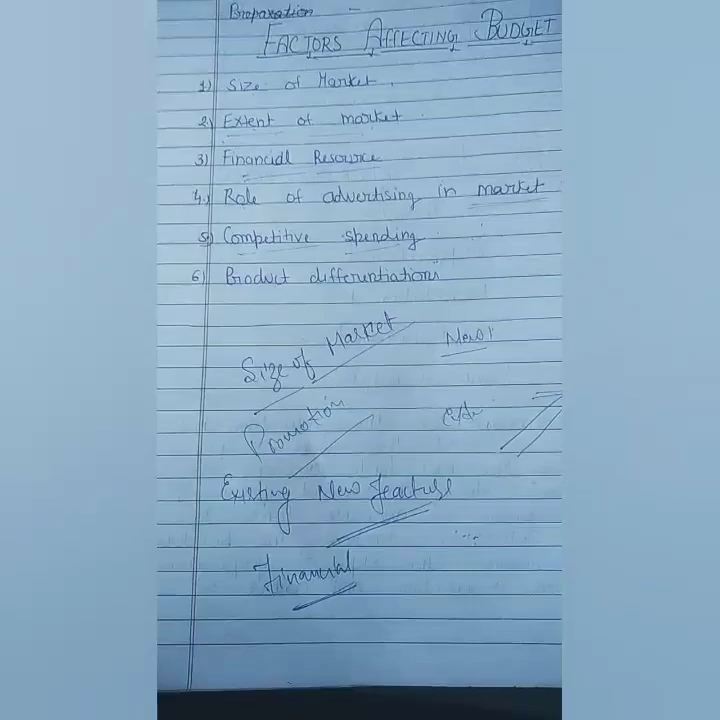 Preparation -
FACTORS AFFECTING BUDGET
1) Size of Market.
2) Extent of market.
3) Financial Resource
4.) Role of advertising in market
5) Competitive spending
6) Product differentiations
Size of Market
New
Promotion
Existing New feacture
Financial